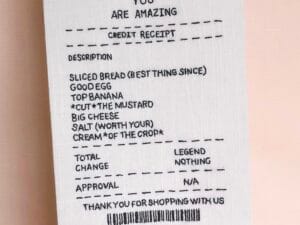 YOU
ARE AMAZING
CREDIT RECEIPT
DESCRIPTION
SLICED BREAD (BEST THING SINCE)
GOOD EGG
TOP BANANA
*CUT* THE MUSTARD
BIG CHEESE
SALT (WORTH YOUR)
CREAM *OF THE CROP*
TOTAL LEGEND
CHANGE NOTHING
APPROVAL N/A
THANK YOU FOR SHOPPING WITH US